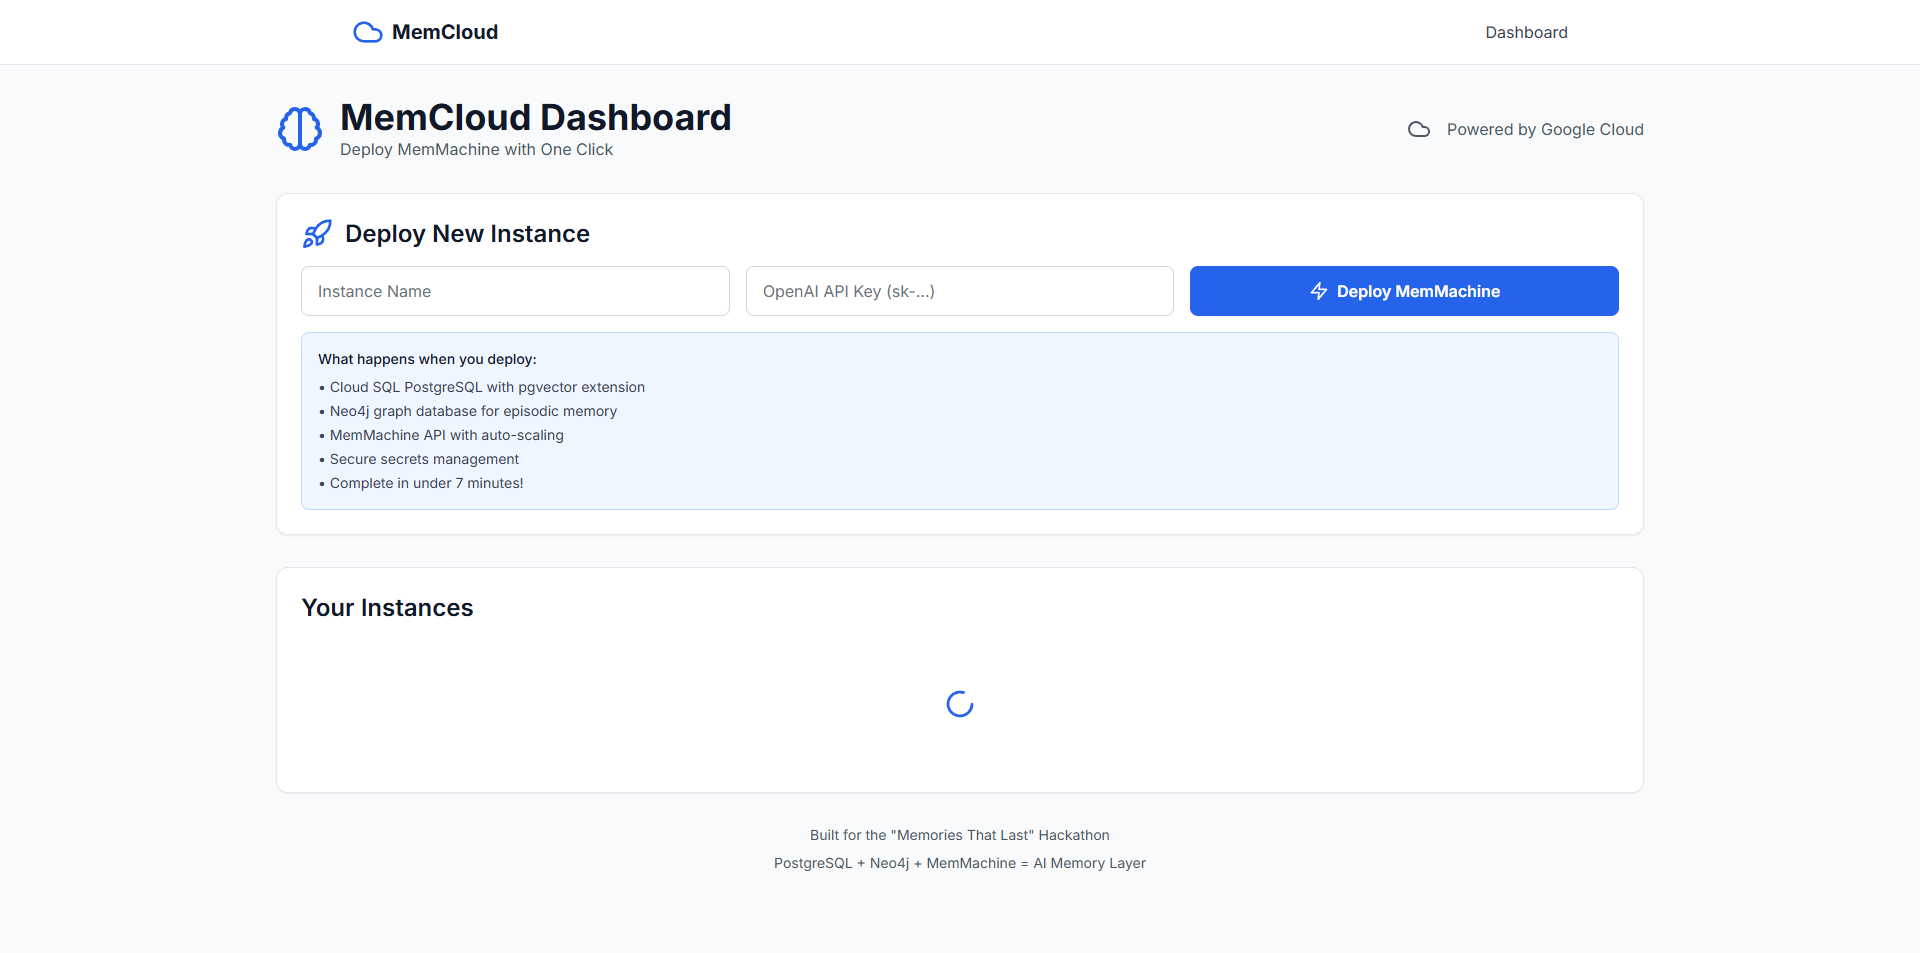 MemCloud
Dashboard
MemCloud Dashboard
Deploy MemMachine with One Click
Powered by Google Cloud
Deploy New Instance
Instance Name
OpenAI API Key (sk-...)
Deploy MemMachine
What happens when you deploy:
• Cloud SQL PostgreSQL with pgvector extension
• Neo4j graph database for episodic memory
• MemMachine API with auto-scaling
• Secure secrets management
• Complete in under 7 minutes!
Your Instances
Built for the "Memories That Last" Hackathon
PostgreSQL + Neo4j + MemMachine = AI Memory Layer